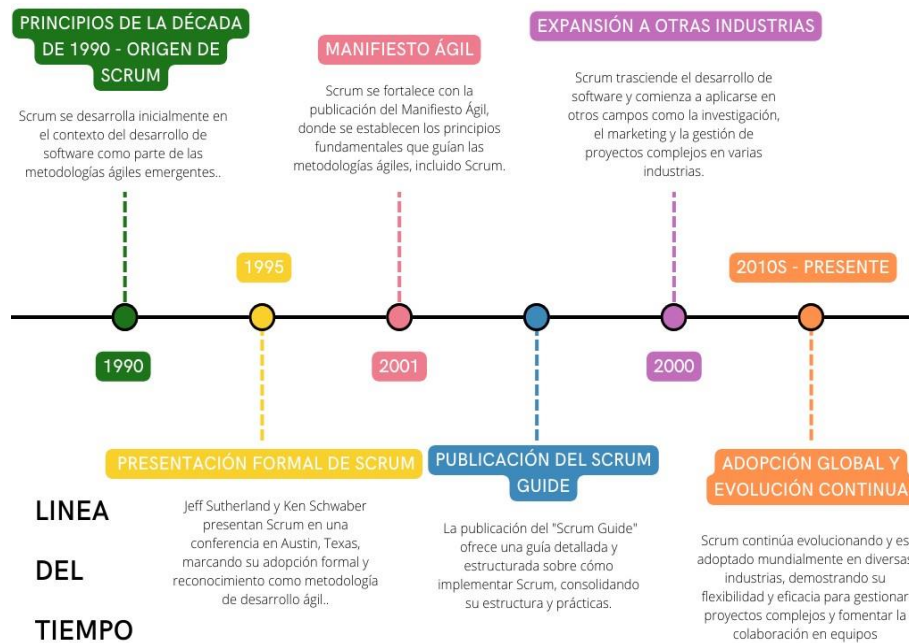 PRINCIPIOS DE LA DÉCADA
DE 1990 - ORIGEN DE
SCRUM
Scrum se desarrolla inicialmente en
el contexto del desarrollo de
software como parte de las
metodologías ágiles emergentes..
MANIFIESTO ÁGIL
Scrum se fortalece con la
publicación del Manifiesto Ágil,
donde se establecen los principios
fundamentales que guían las
metodologías ágiles, incluido Scrum.
EXPANSIÓN A OTRAS INDUSTRIAS
Scrum trasciende el desarrollo de
software y comienza a aplicarse en
otros campos como la investigación,
el marketing y la gestión de
proyectos complejos en varias
industrias.
1995
2010S - PRESENTE
1990
2001
2000
PRESENTACIÓN FORMAL DE SCRUM
Jeff Sutherland y Ken Schwaber
presentan Scrum en una
conferencia en Austin, Texas,
marcando su adopción formal y
reconocimiento como metodología
de desarrollo ágil..
PUBLICACIÓN DEL SCRUM
GUIDE
La publicación del "Scrum Guide"
ofrece una guía detallada y
estructurada sobre cómo
implementar Scrum, consolidando
su estructura y prácticas.
ADOPCIÓN GLOBAL Y
EVOLUCIÓN CONTINUA
Scrum continúa evolucionando y es
adoptado mundialmente en diversas
industrias, demostrando su
flexibilidad y eficacia para gestionar
proyectos complejos y fomentar la
colaboración en equipos
LINEA
DEL
TIEMPO